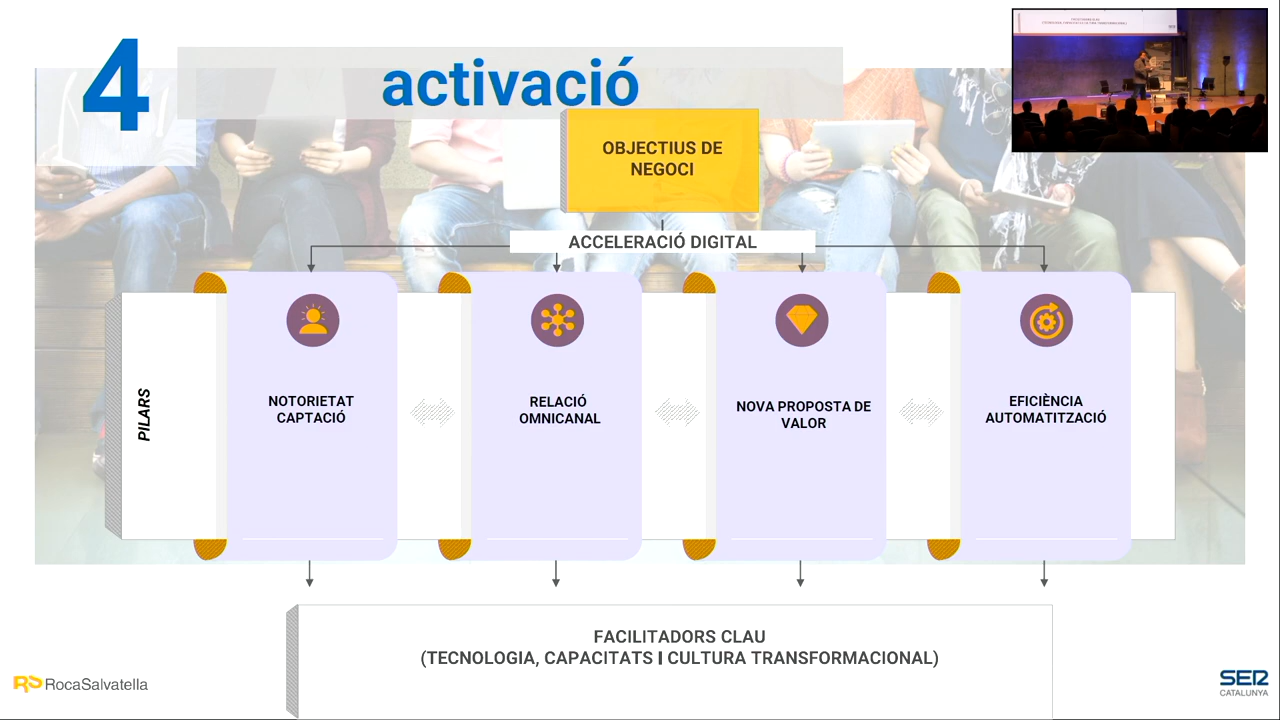 4
activació
OBJECTIUS DE
NEGOCI
ACCELERACIÓ DIGITAL
PILARS
NOTORIETAT
CAPTACIÓ
RELACIÓ
OMNICANAL
NOVA PROPOSTA DE
VALOR
EFICIÈNCIA
AUTOMATITZACIÓ
FACILITADORS CLAU
(TECNOLOGIA, CAPACITATS I CULTURA TRANSFORMACIONAL)
RocaSalvatella
SER
CATALUNYA